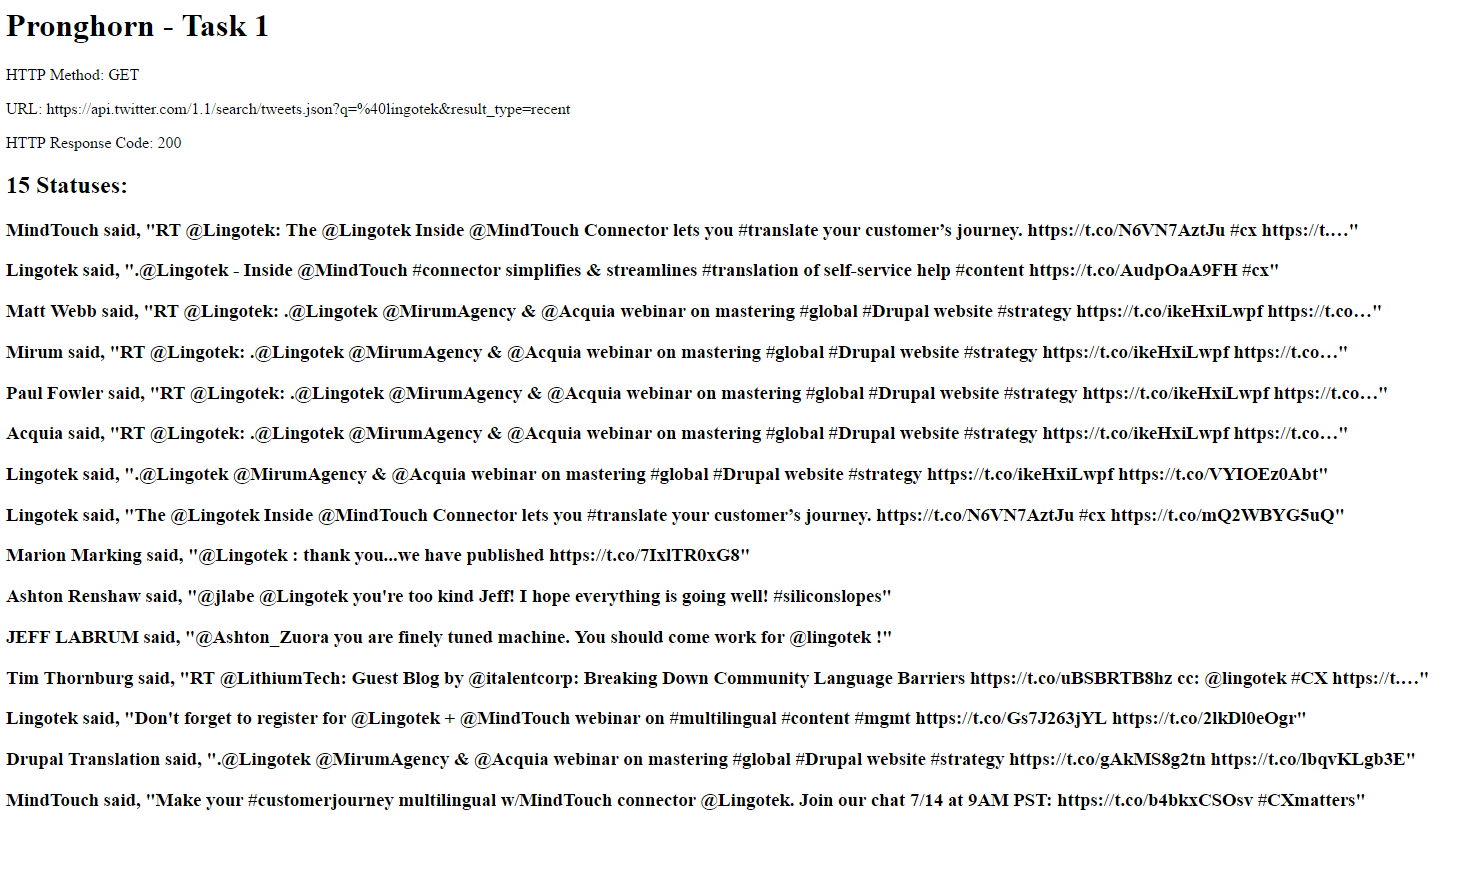 Pronghorn - Task 1
HTTP Method: GET
URL: https://api.twitter.com/1.1/search/tweets.json?q=%40lingotek&result_type=recent
HTTP Response Code: 200
15 Statuses:
MindTouch said, "RT @Lingotek: The @Lingotek Inside @MindTouch Connector lets you #translate your customer’s journey. https://t.co/N6VN7AztJu #cx https://t.…"
Lingotek said, ".@Lingotek - Inside @MindTouch #connector simplifies & streamlines #translation of self-service help #content https://t.co/AudpOaA9FH #cx"
Matt Webb said, "RT @Lingotek: .@Lingotek @MirumAgency & @Acquia webinar on mastering #global #Drupal website #strategy https://t.co/ikeHxiLwpf https://t.co…"
Mirum said, "RT @Lingotek: .@Lingotek @MirumAgency & @Acquia webinar on mastering #global #Drupal website #strategy https://t.co/ikeHxiLwpf https://t.co…"
Paul Fowler said, "RT @Lingotek: .@Lingotek @MirumAgency & @Acquia webinar on mastering #global #Drupal website #strategy https://t.co/ikeHxiLwpf https://t.co…"
Acquia said, "RT @Lingotek: .@Lingotek @MirumAgency & @Acquia webinar on mastering #global #Drupal website #strategy https://t.co/ikeHxiLwpf https://t.co…"
Lingotek said, ".@Lingotek @MirumAgency & @Acquia webinar on mastering #global #Drupal website #strategy https://t.co/ikeHxiLwpf https://t.co/VYIOEz0Abt"
Lingotek said, "The @Lingotek Inside @MindTouch Connector lets you #translate your customer’s journey. https://t.co/N6VN7AztJu #cx https://t.co/mQ2WBYG5uQ"
Marion Marking said, "@Lingotek : thank you...we have published https://t.co/7IxlTR0xG8"
Ashton Renshaw said, "@jlabe @Lingotek you're too kind Jeff! I hope everything is going well! #siliconslopes"
JEFF LABRUM said, "@Ashton_Zuora you are finely tuned machine. You should come work for @lingotek !"
Tim Thornburg said, "RT @LithiumTech: Guest Blog by @italentcorp: Breaking Down Community Language Barriers https://t.co/uBSBRTB8hz cc: @lingotek #CX https://t.…"
Lingotek said, "Don't forget to register for @Lingotek + @MindTouch webinar on #multilingual #content #mgmt https://t.co/Gs7J263jYL https://t.co/2lkDl0eOgr"
Drupal Translation said, ".@Lingotek @MirumAgency & @Acquia webinar on mastering #global #Drupal website #strategy https://t.co/gAkMS8g2tn https://t.co/lbqvKLgb3E"
MindTouch said, "Make your #customerjourney multilingual w/MindTouch connector @Lingotek. Join our chat 7/14 at 9AM PST: https://t.co/b4bkxCSOsv #CXmatters"